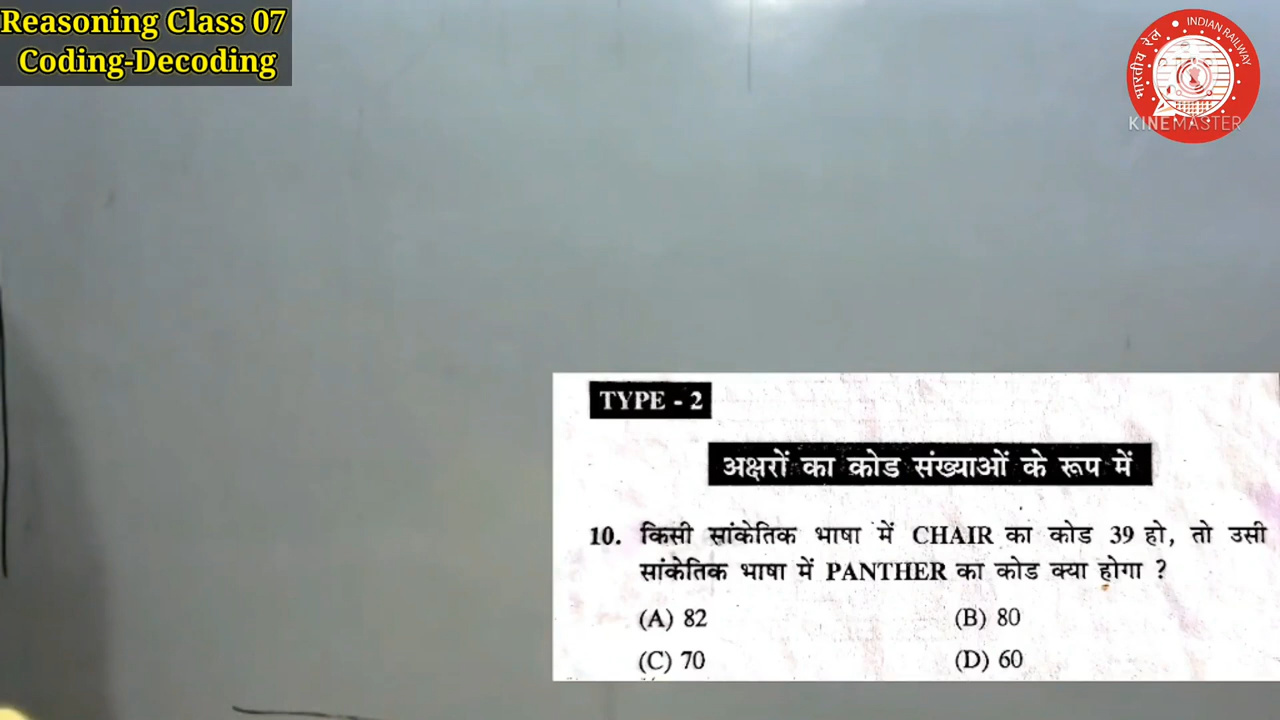 Reasoning Class 07
Coding-Decoding
भारतीय रेल • INDIAN RAILWAY
KINEMASTER
TYPE - 2
अक्षरों का कोड संख्याओं के रूप में
10. किसी सांकेतिक भाषा में CHAIR का कोड 39 हो, तो उसी
सांकेतिक भाषा में PANTHER का कोड क्या होगा ?
(A) 82 (B) 80
(C) 70 (D) 60